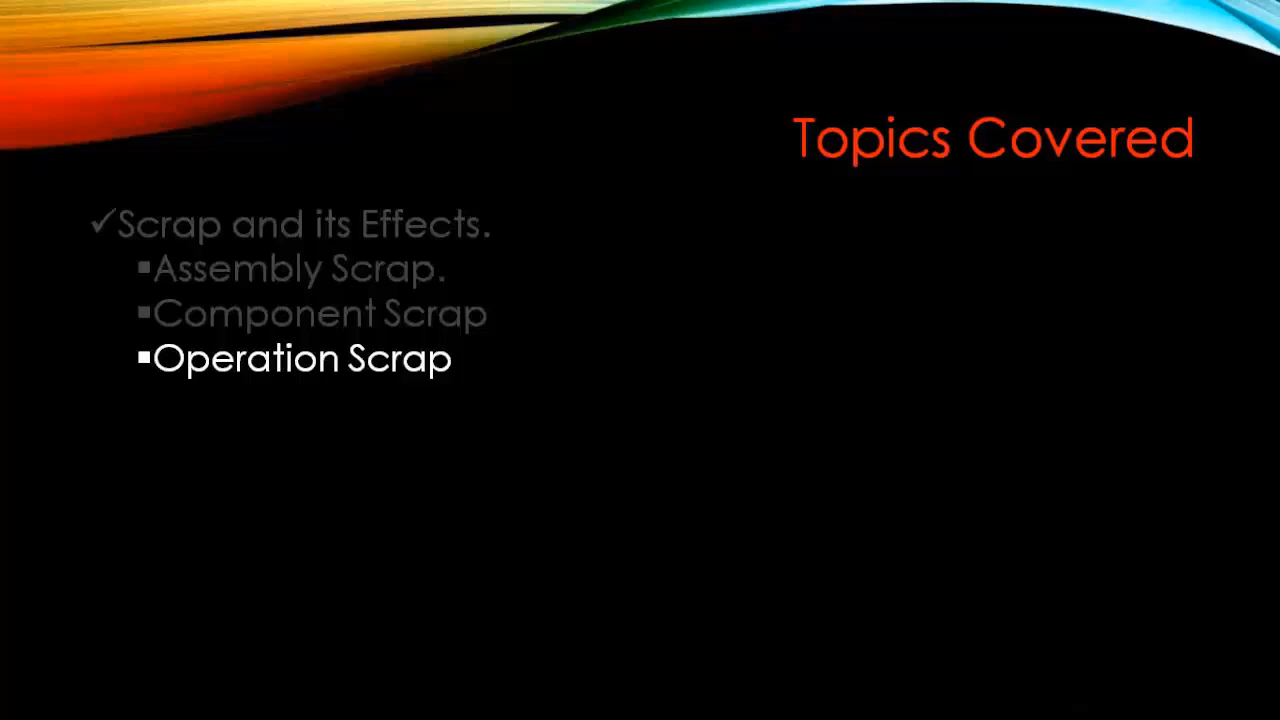 Topics Covered
✓Scrap and its Effects.
▪Assembly Scrap.
▪Component Scrap
▪Operation Scrap